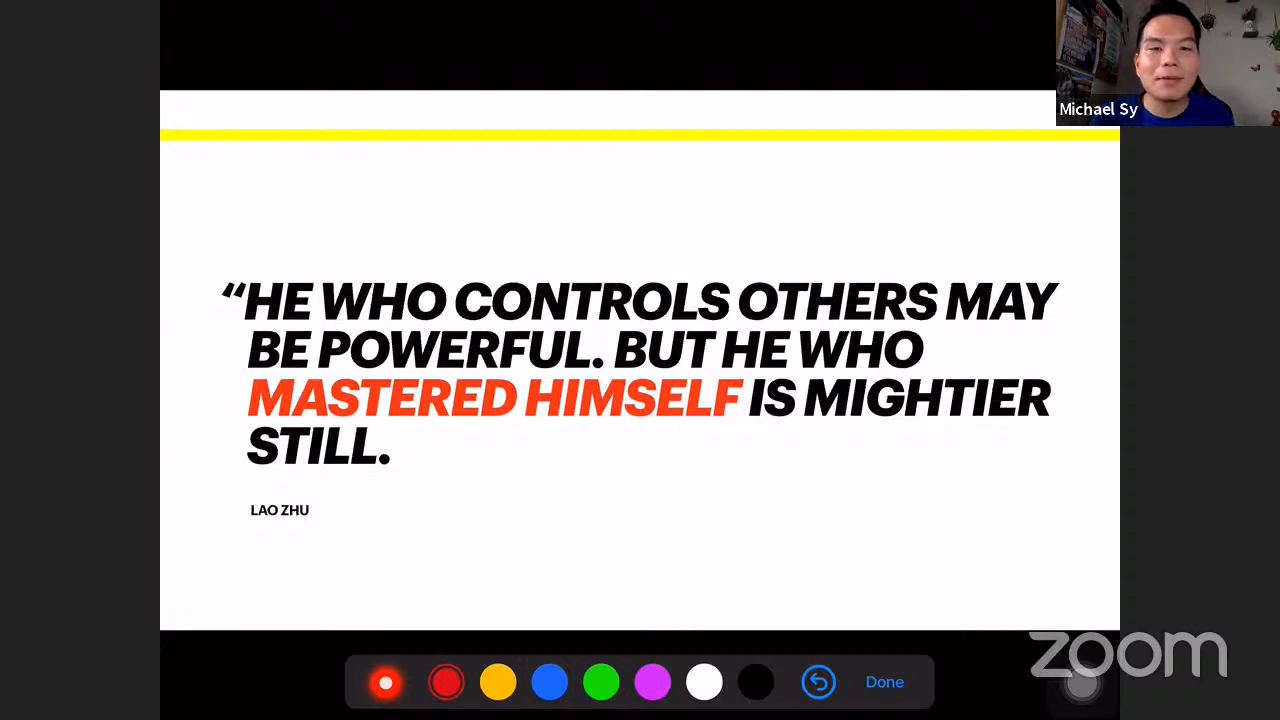 Michael Sy
“HE WHO CONTROLS OTHERS MAY
BE POWERFUL. BUT HE WHO
MASTERED HIMSELF IS MIGHTIER
STILL.
LAO ZHU
Done
zoom